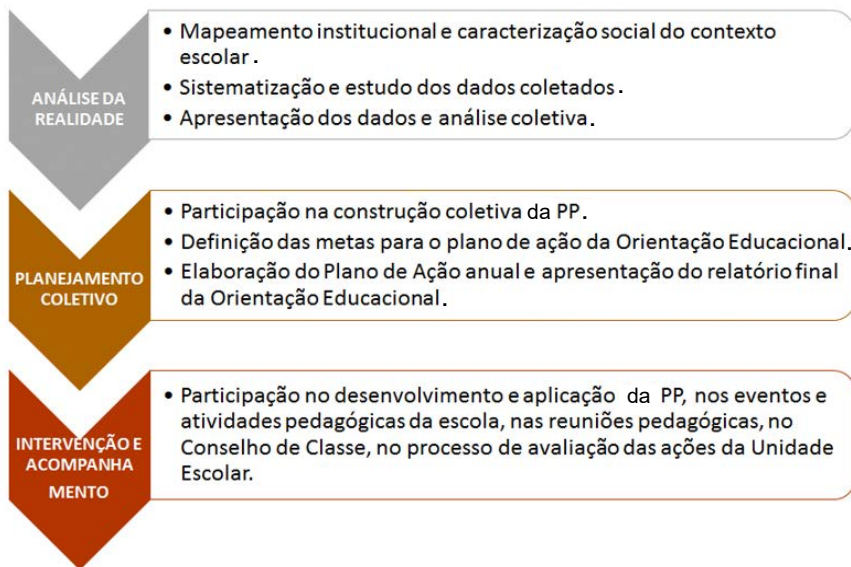 ANÁLISE DA
REALIDADE
• Mapeamento institucional e caracterização social do contexto
escolar .
• Sistematização e estudo dos dados coletados .
• Apresentação dos dados e análise coletiva.
PLANEJAMENTO
COLETIVO
• Participação na construção coletiva da PP.
• Definição das metas para o plano de ação da Orientação Educacional.
• Elaboração do Plano de Ação anual e apresentação do relatório final
da Orientação Educacional.
INTERVENÇÃO E
ACOMPANHA
MENTO
• Participação no desenvolvimento e aplicação da PP, nos eventos e
atividades pedagógicas da escola, nas reuniões pedagógicas, no
Conselho de Classe, no processo de avaliação das ações da Unidade
Escolar.